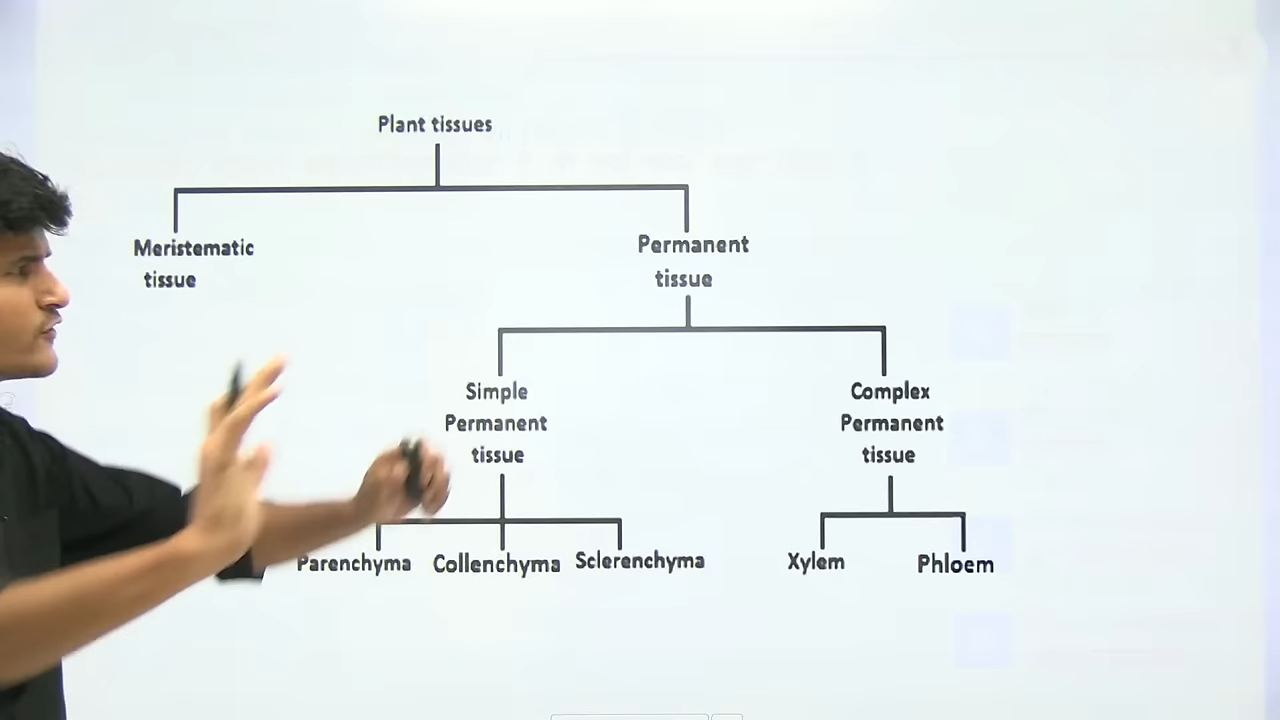 Plant tissues
Meristematic
tissue
Permanent
tissue
Simple
Permanent
tissue
Complex
Permanent
tissue
Parenchyma
Collenchyma
Sclerenchyma
Xylem
Phloem